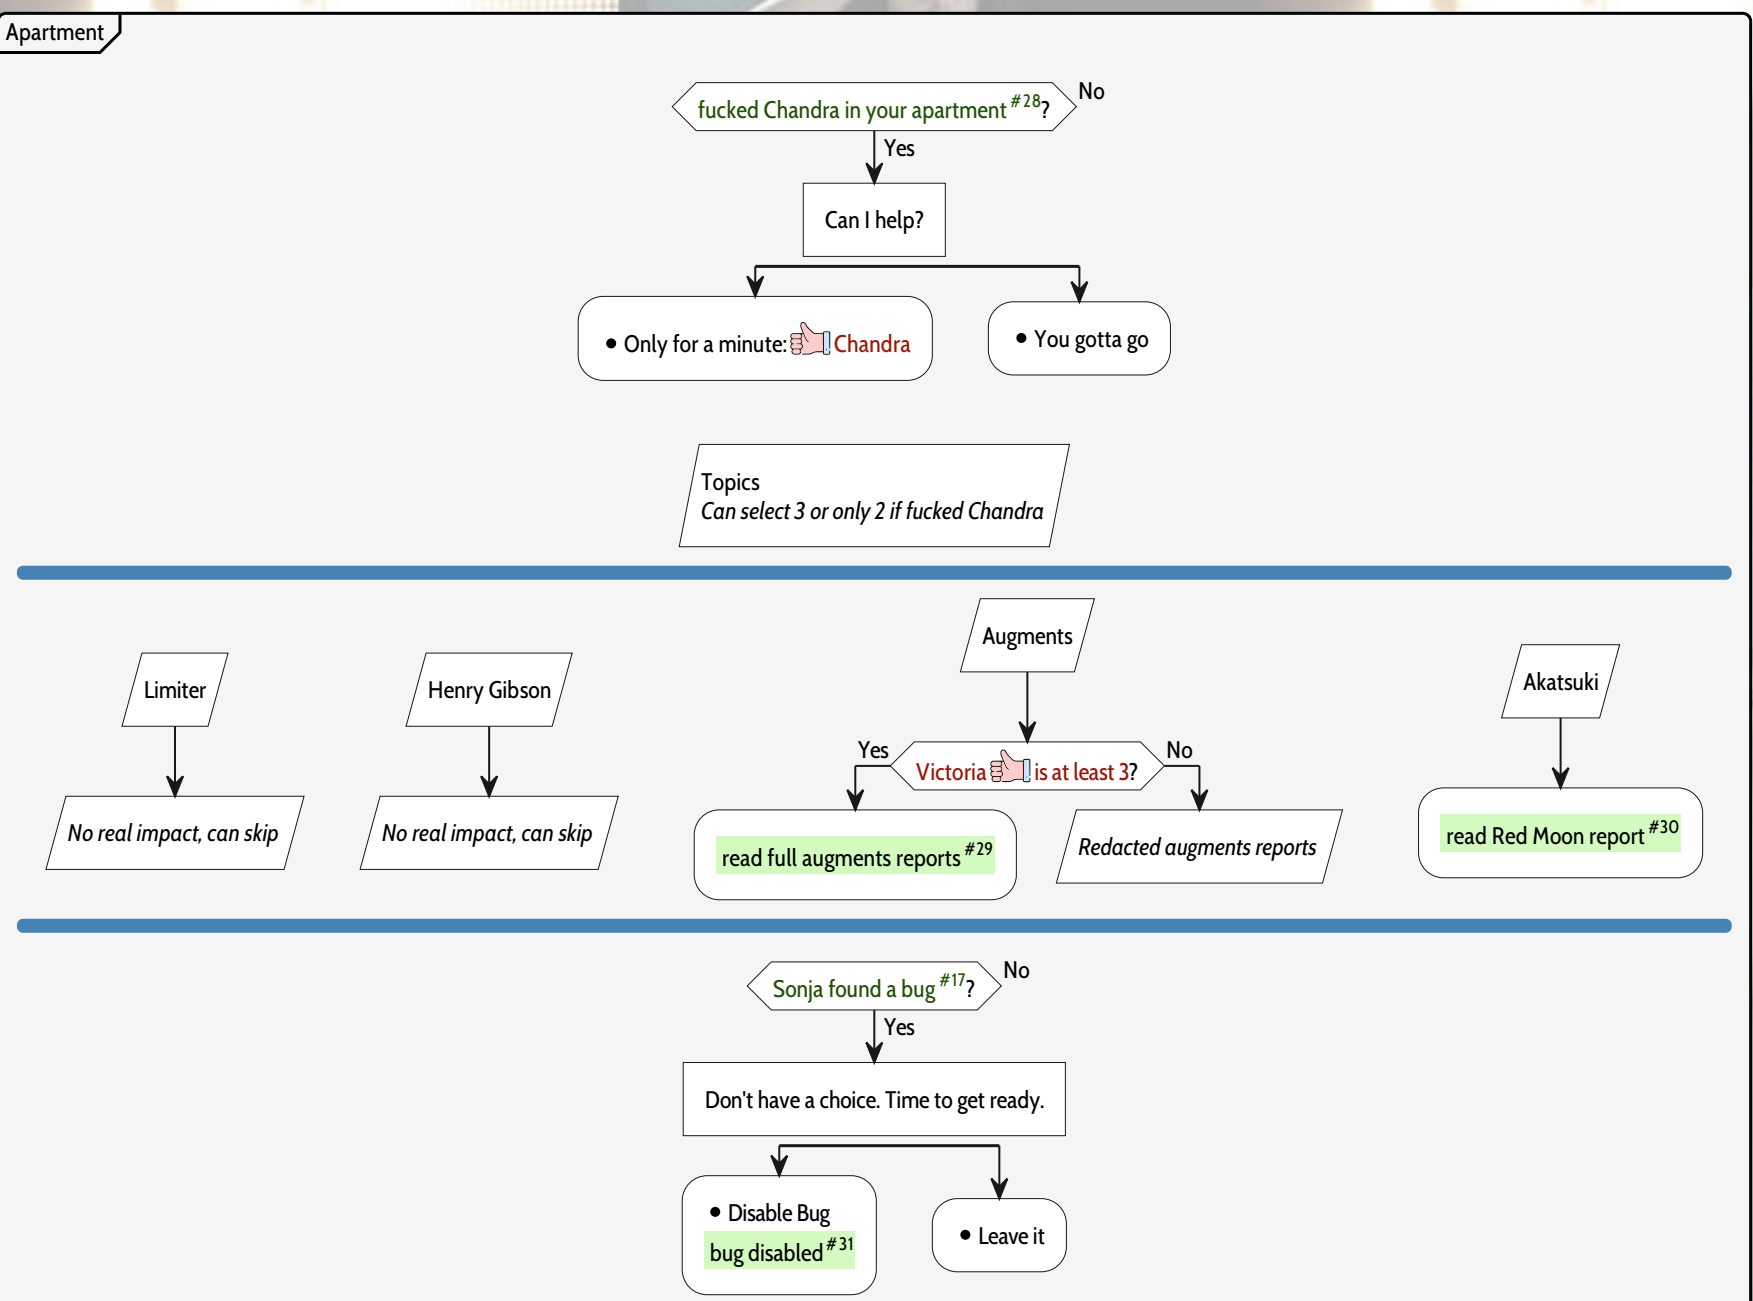 Apartment
fucked Chandra in your apartment #28?
No
Yes
Can I help?
• Only for a minute: Chandra
• You gotta go
Topics
Can select 3 or only 2 if fucked Chandra
Limiter
No real impact, can skip
Henry Gibson
No real impact, can skip
Augments
Victoria is at least 3?
Yes
No
read full augments reports #29
Redacted augments reports
Akatsuki
read Red Moon report #30
Sonja found a bug #17?
No
Yes
Don't have a choice. Time to get ready.
• Disable Bug
bug disabled #31
• Leave it